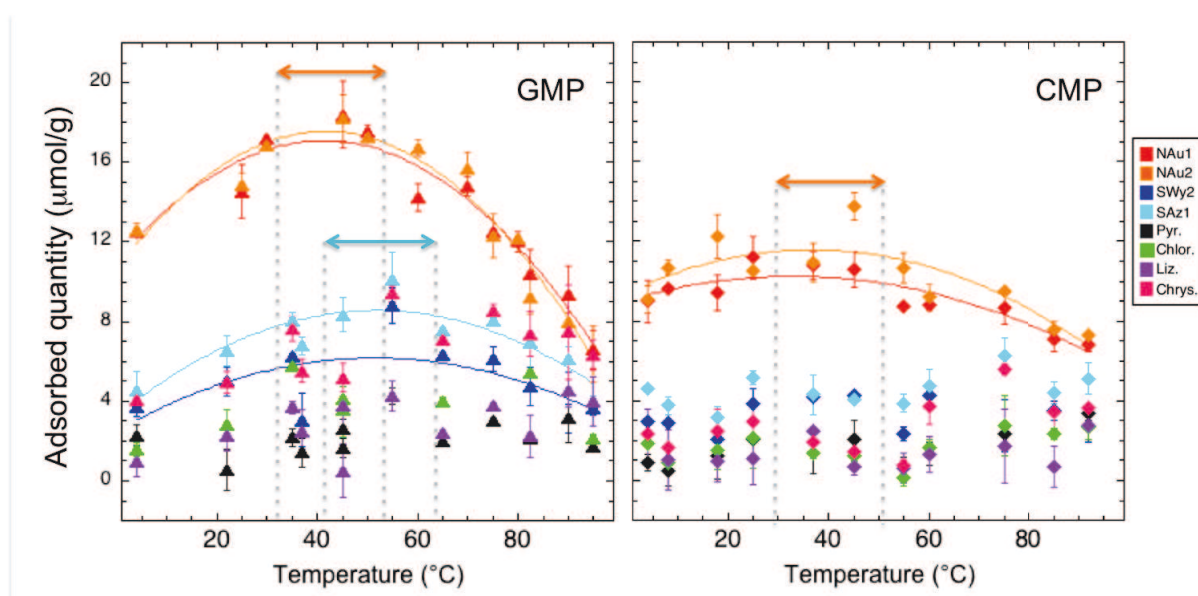 GMP
CMP
20
16
12
8
4
0
Adsorbed quantity (μmol/g)
20
40
60
80
Temperature (°C)
20
40
60
80
Temperature (°C)
NAu1
NAu2
SWy2
SAz1
Pyr.
Chlor.
Liz.
Chrys.